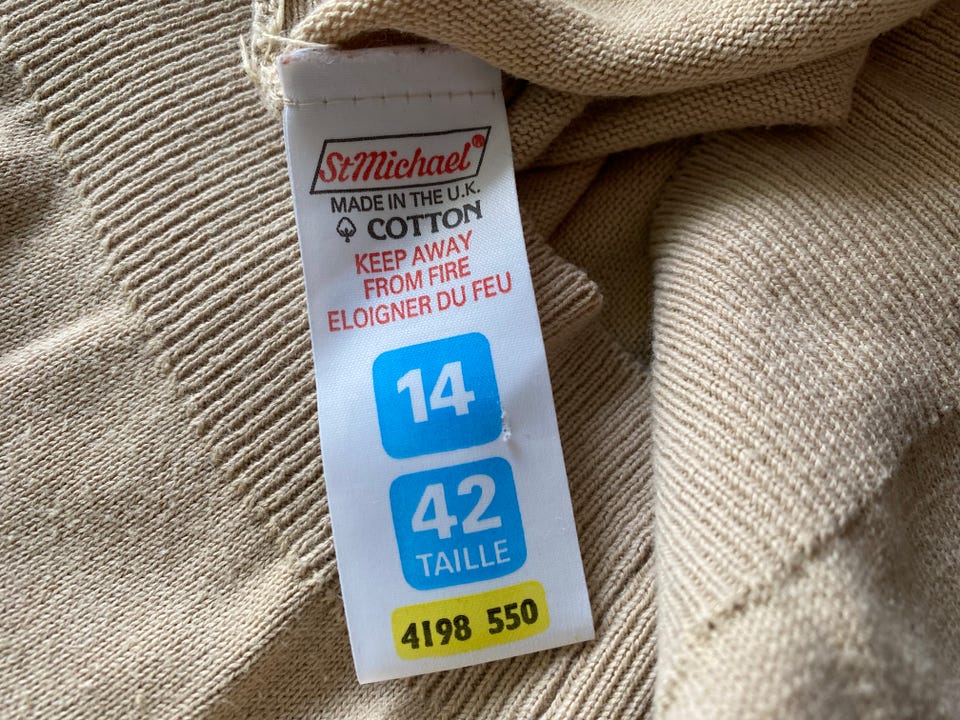 StMichael®
MADE IN THE U.K.
COTTON
KEEP AWAY
FROM FIRE
ELOIGNER DU FEU
14
42
TAILLE
4198 550